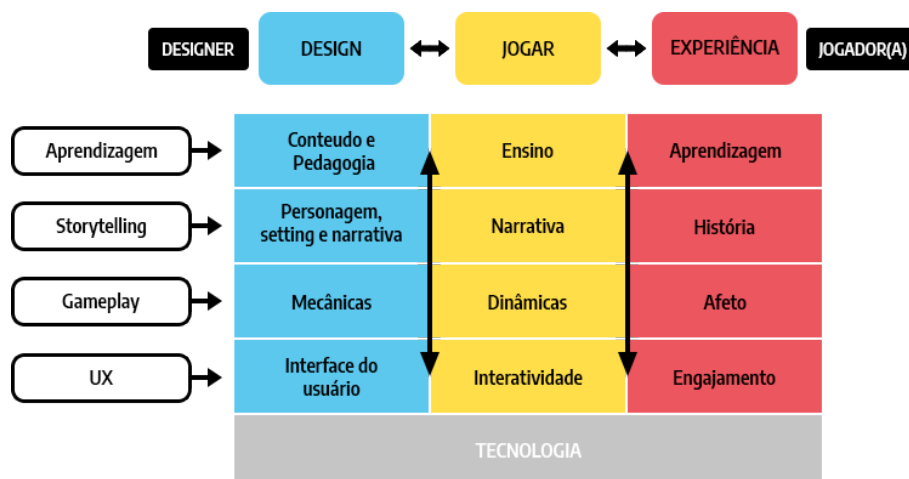 DESIGNER
DESIGN
JOGAR
EXPERIÊNCIA
JOGADOR(A)
Aprendizagem
Conteudo e
Pedagogia
Ensino
Aprendizagem
Storytelling
Personagem,
setting e narrativa
Narrativa
História
Gameplay
Mecânicas
Dinâmicas
Afeto
UX
Interface do
usuário
Interatividade
Engajamento
TECNOLOGIA